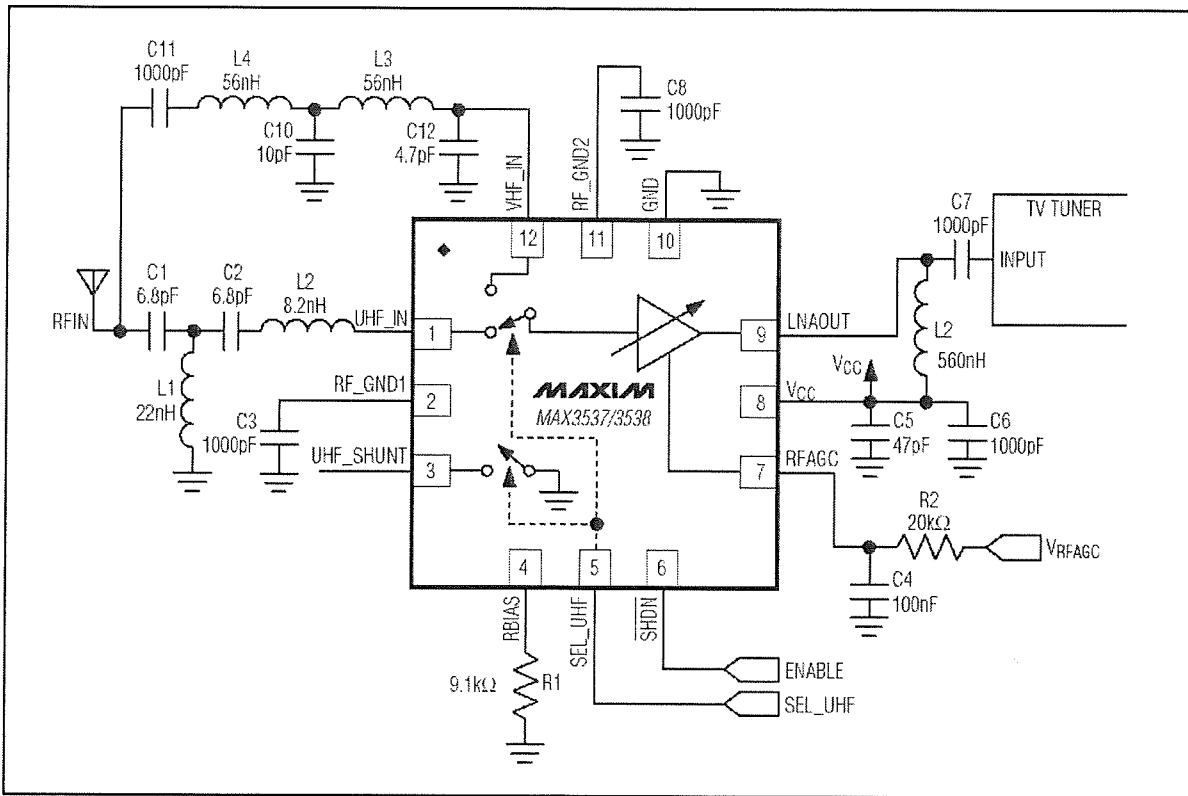 C11
1000pF
L4
56nH
L3
56nH
C10
10pF
C12
4.7pF
VHF_IN
RF_GND2
C8
1000pF
GND
C7
1000pF
TV TUNER
INPUT
12
11
10
RFIN
C1
6.8pF
C2
6.8pF
L2
8.2nH
UHF_IN
1
9
LNAOUT
L2
560nH
L1
22nH
RF_GND1
2
MAXIM
MAX3537/3538
8
VCC
VCC
C5
47pF
C6
1000pF
C3
1000pF
UHF_SHUNT
3
7
RFAGC
R2
20kΩ
VRFAGC
C4
100nF
4
5
6
RBIAS
SEL_UHF
SHDN
9.1kΩ
R1
ENABLE
SEL_UHF